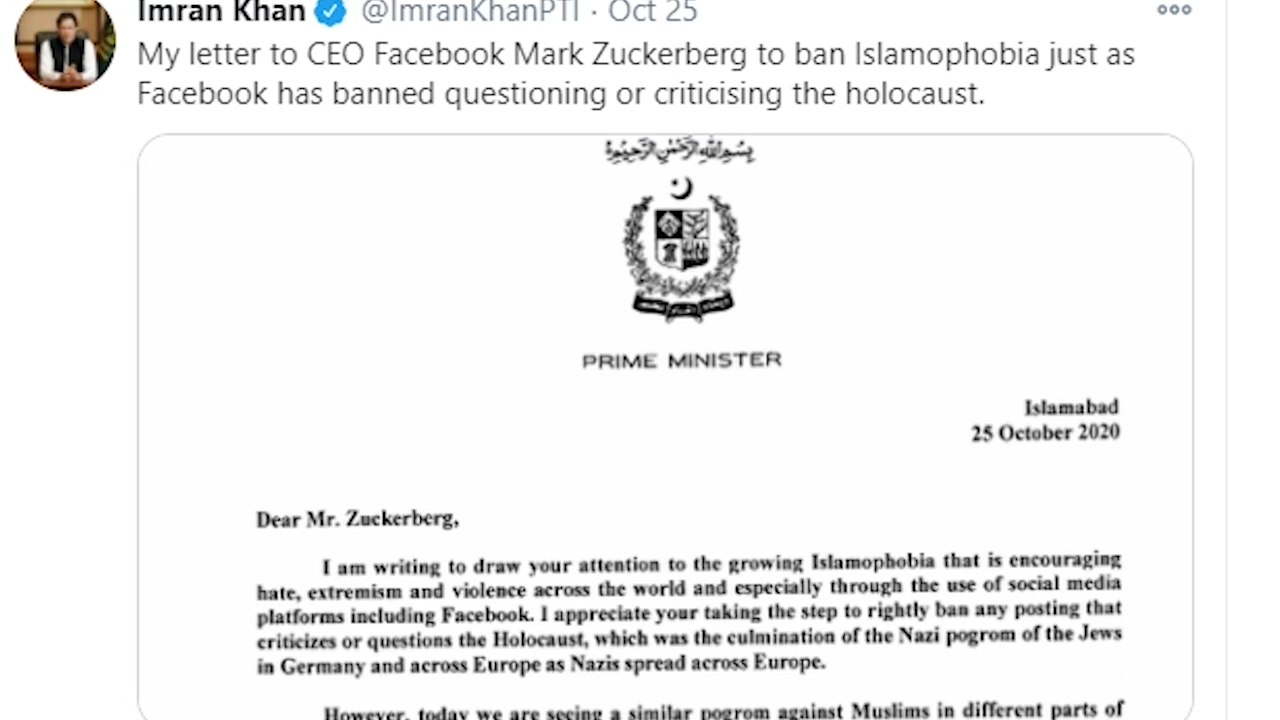 Imran Khan @ImranKhanPTI · Oct 25
My letter to CEO Facebook Mark Zuckerberg to ban Islamophobia just as
Facebook has banned questioning or criticising the holocaust.
بِسْمِ اللهِ الرَّحْمٰنِ الرَّحِيْمِ
PRIME MINISTER
Islamabad
25 October 2020
Dear Mr. Zuckerberg,
I am writing to draw your attention to the growing Islamophobia that is encouraging
hate, extremism and violence across the world and especially through the use of social media
platforms including Facebook. I appreciate your taking the step to rightly ban any posting that
criticizes or questions the Holocaust, which was the culmination of the Nazi pogrom of the Jews
in Germany and across Europe as Nazis spread across Europe.
However, today we are seeing a similar pogrom against Muslims in different parts of